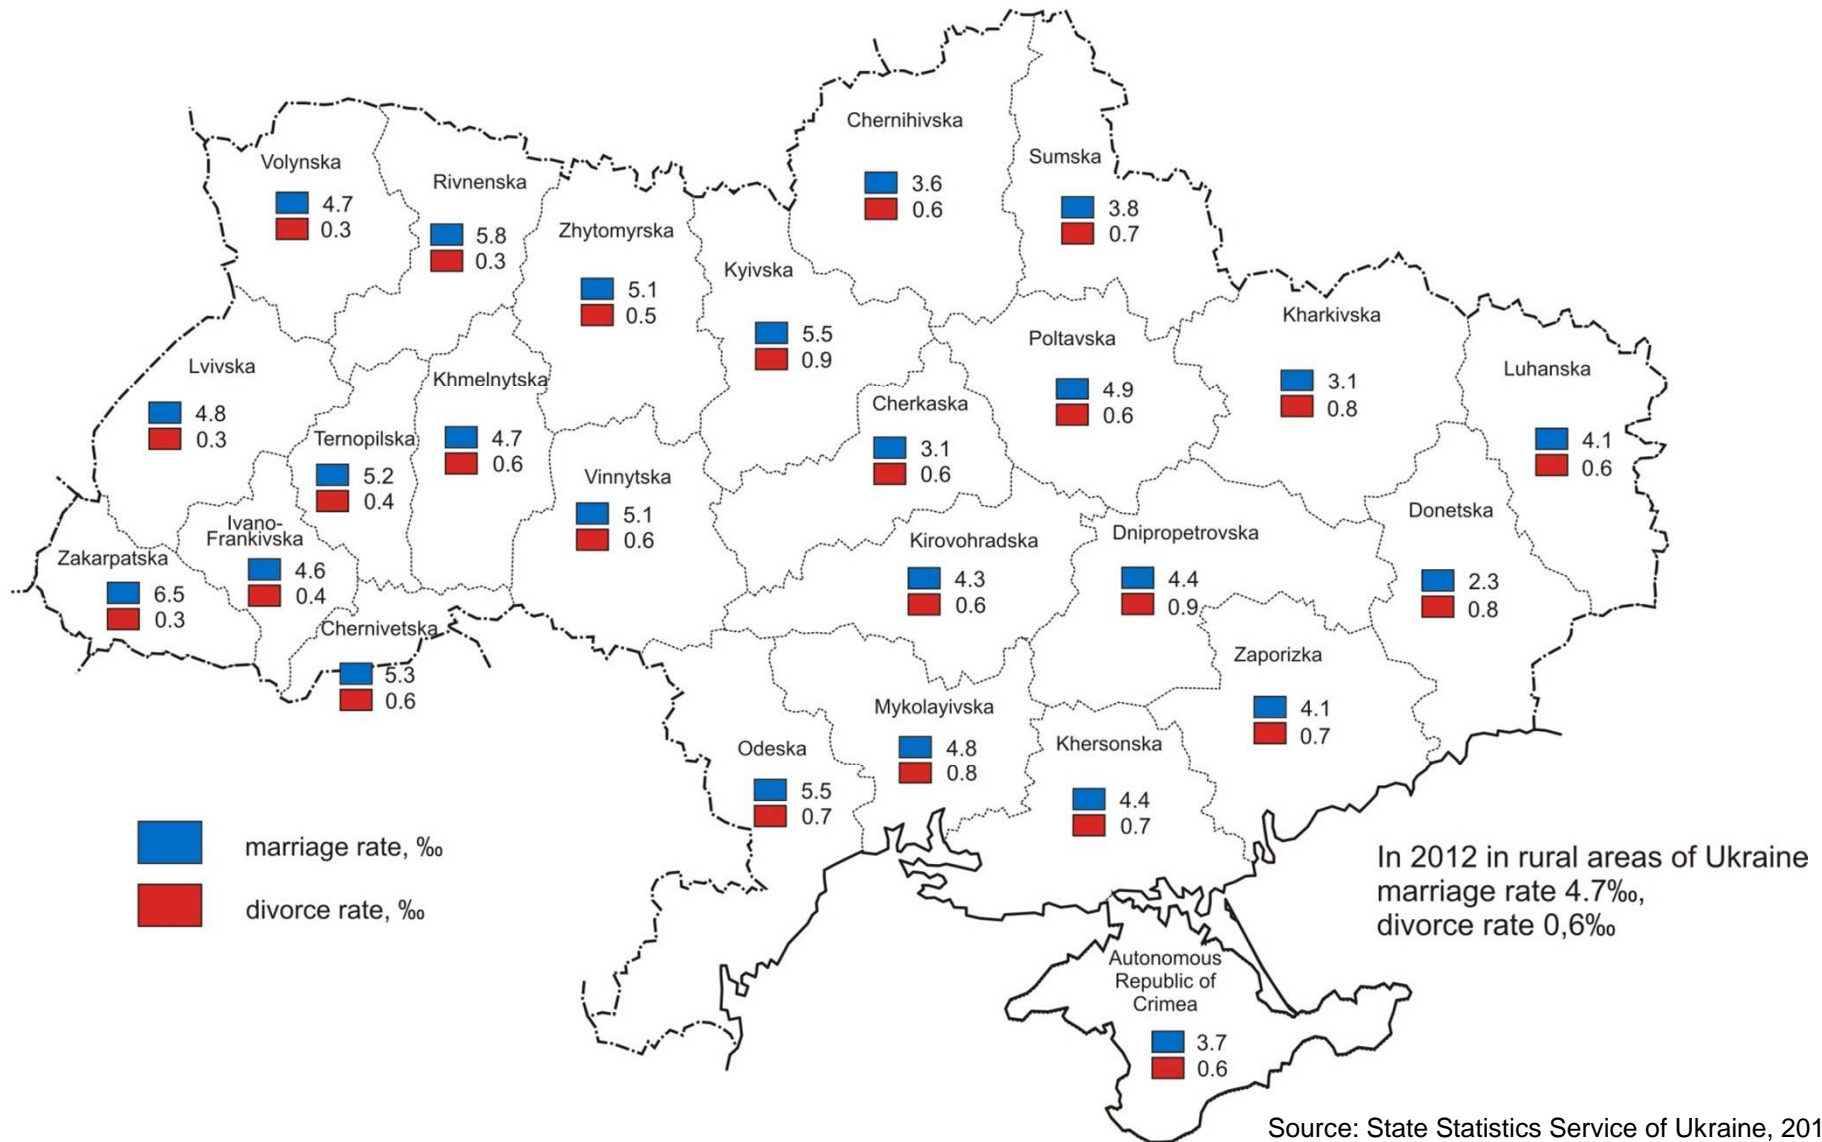 Chernihivska
3.6
0.6
Sumska
3.8
0.7
Volynska
4.7
0.3
Rivnenska
5.8
0.3
Zhytomyrska
5.1
0.5
Kyivska
5.5
0.9
Kharkivska
3.1
0.8
Poltavska
4.9
0.6
Luhanska
4.1
0.6
Lvivska
4.8
0.3
Khmelnytska
4.7
0.6
Cherkaska
3.1
0.6
Ternopilska
5.2
0.4
Vinnytska
5.1
0.6
Donetska
2.3
0.8
Ivano-
Frankivska
4.6
0.4
Dnipropetrovska
4.4
0.9
Kirovohradska
4.3
0.6
Zakarpatska
6.5
0.3
Chernivetska
5.3
0.6
Zaporizka
4.1
0.7
Mykolayivska
4.8
0.8
Khersonska
4.4
0.7
Odeska
5.5
0.7
marriage rate, ‰
divorce rate, ‰
In 2012 in rural areas of Ukraine
marriage rate 4.7‰,
divorce rate 0,6‰
Autonomous
Republic of
Crimea
3.7
0.6
Source: State Statistics Service of Ukraine, 201